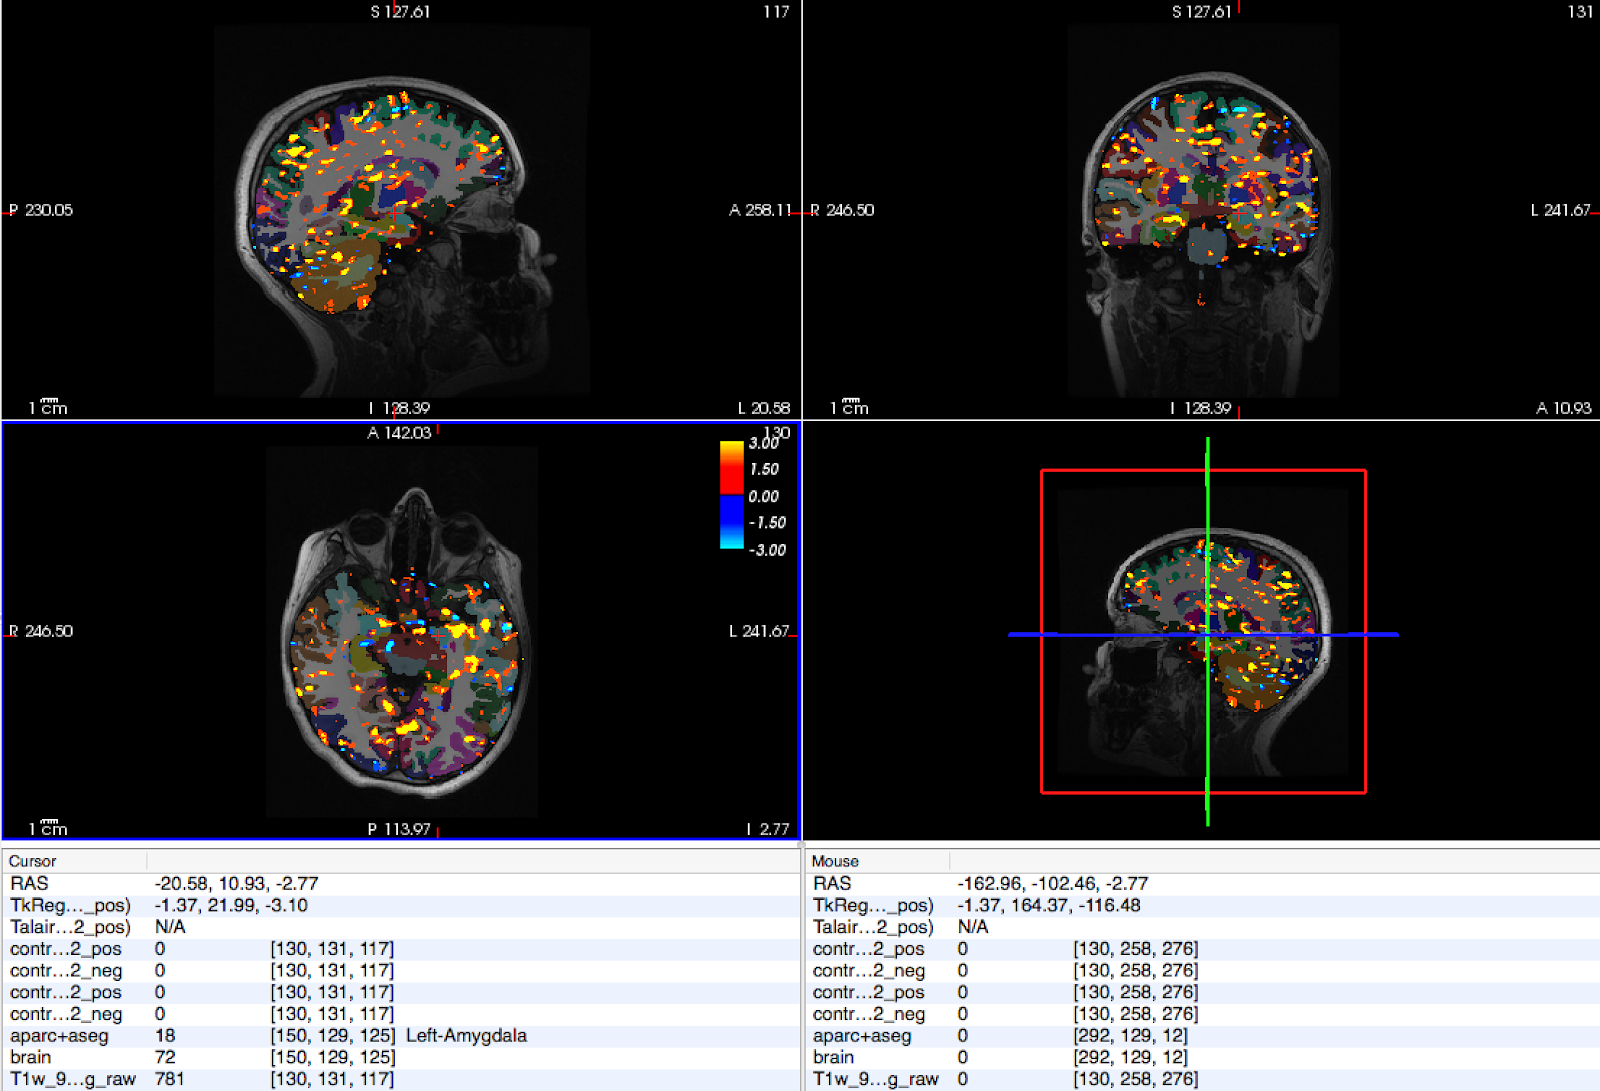 S 127.61 117
P 230.05 A 258.11
1 cm I 128.39 L 20.58
S 127.61 131
R 246.50 L 241.67
1 cm I 128.39 A 10.93
A 142.03 130
3.00
1.50
0.00
-1.50
-3.00
R 246.50 L 241.67
1 cm P 113.97 I 2.77
Cursor
RAS -20.58, 10.93, -2.77
TkReg..._pos) -1.37, 21.99, -3.10
Talair...2_pos) N/A
contr...2_pos 0 [130, 131, 117]
contr...2_neg 0 [130, 131, 117]
contr...2_pos 0 [130, 131, 117]
contr...2_neg 0 [130, 131, 117]
aparc+aseg 18 [150, 129, 125] Left-Amygdala
brain 72 [150, 129, 125]
T1w_9...g_raw 781 [130, 131, 117]
Mouse
RAS -162.96, -102.46, -2.77
TkReg..._pos) -1.37, 164.37, -116.48
Talair...2_pos) N/A
contr...2_pos 0 [130, 258, 276]
contr...2_neg 0 [130, 258, 276]
contr...2_pos 0 [130, 258, 276]
contr...2_neg 0 [130, 258, 276]
aparc+aseg 0 [292, 129, 12]
brain 0 [292, 129, 12]
T1w_9...g_raw 0 [130, 258, 276]